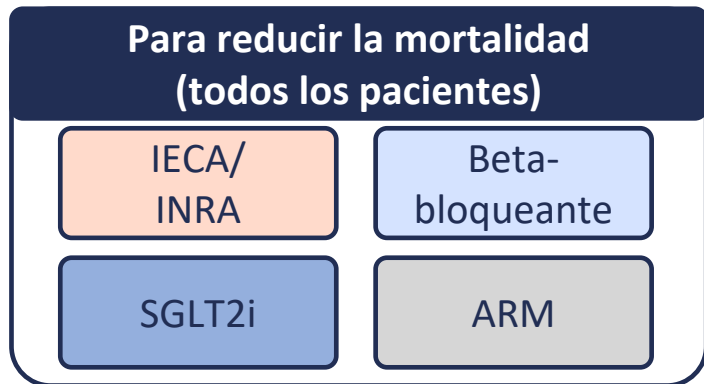 Para reducir la mortalidad
(todos los pacientes)
IECA/
INRA
Beta-
bloqueante
SGLT2i
ARM